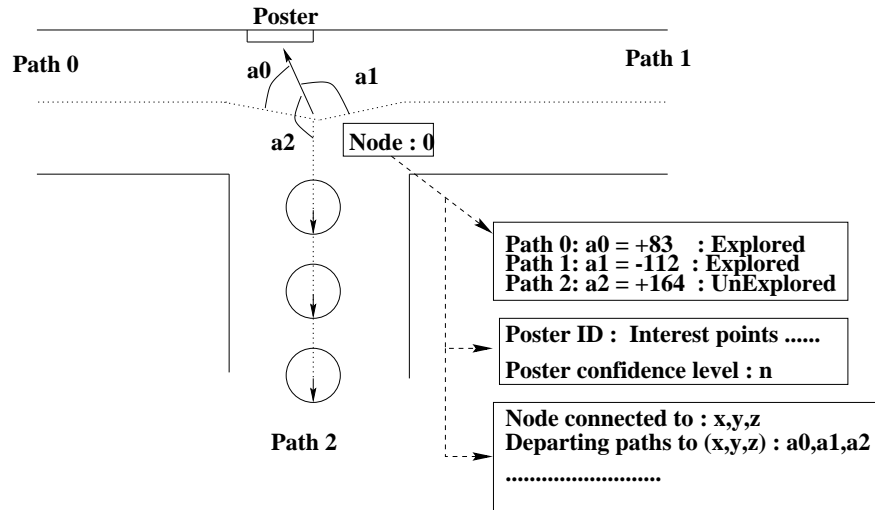 Poster
Path 0
a0
a1
Path 1
a2
Node : 0
Path 0: a0 = +83 : Explored
Path 1: a1 = -112 : Explored
Path 2: a2 = +164 : UnExplored
Poster ID : Interest points ......
Poster confidence level : n
Node connected to : x,y,z
Departing paths to (x,y,z) : a0,a1,a2
..........................
Path 2